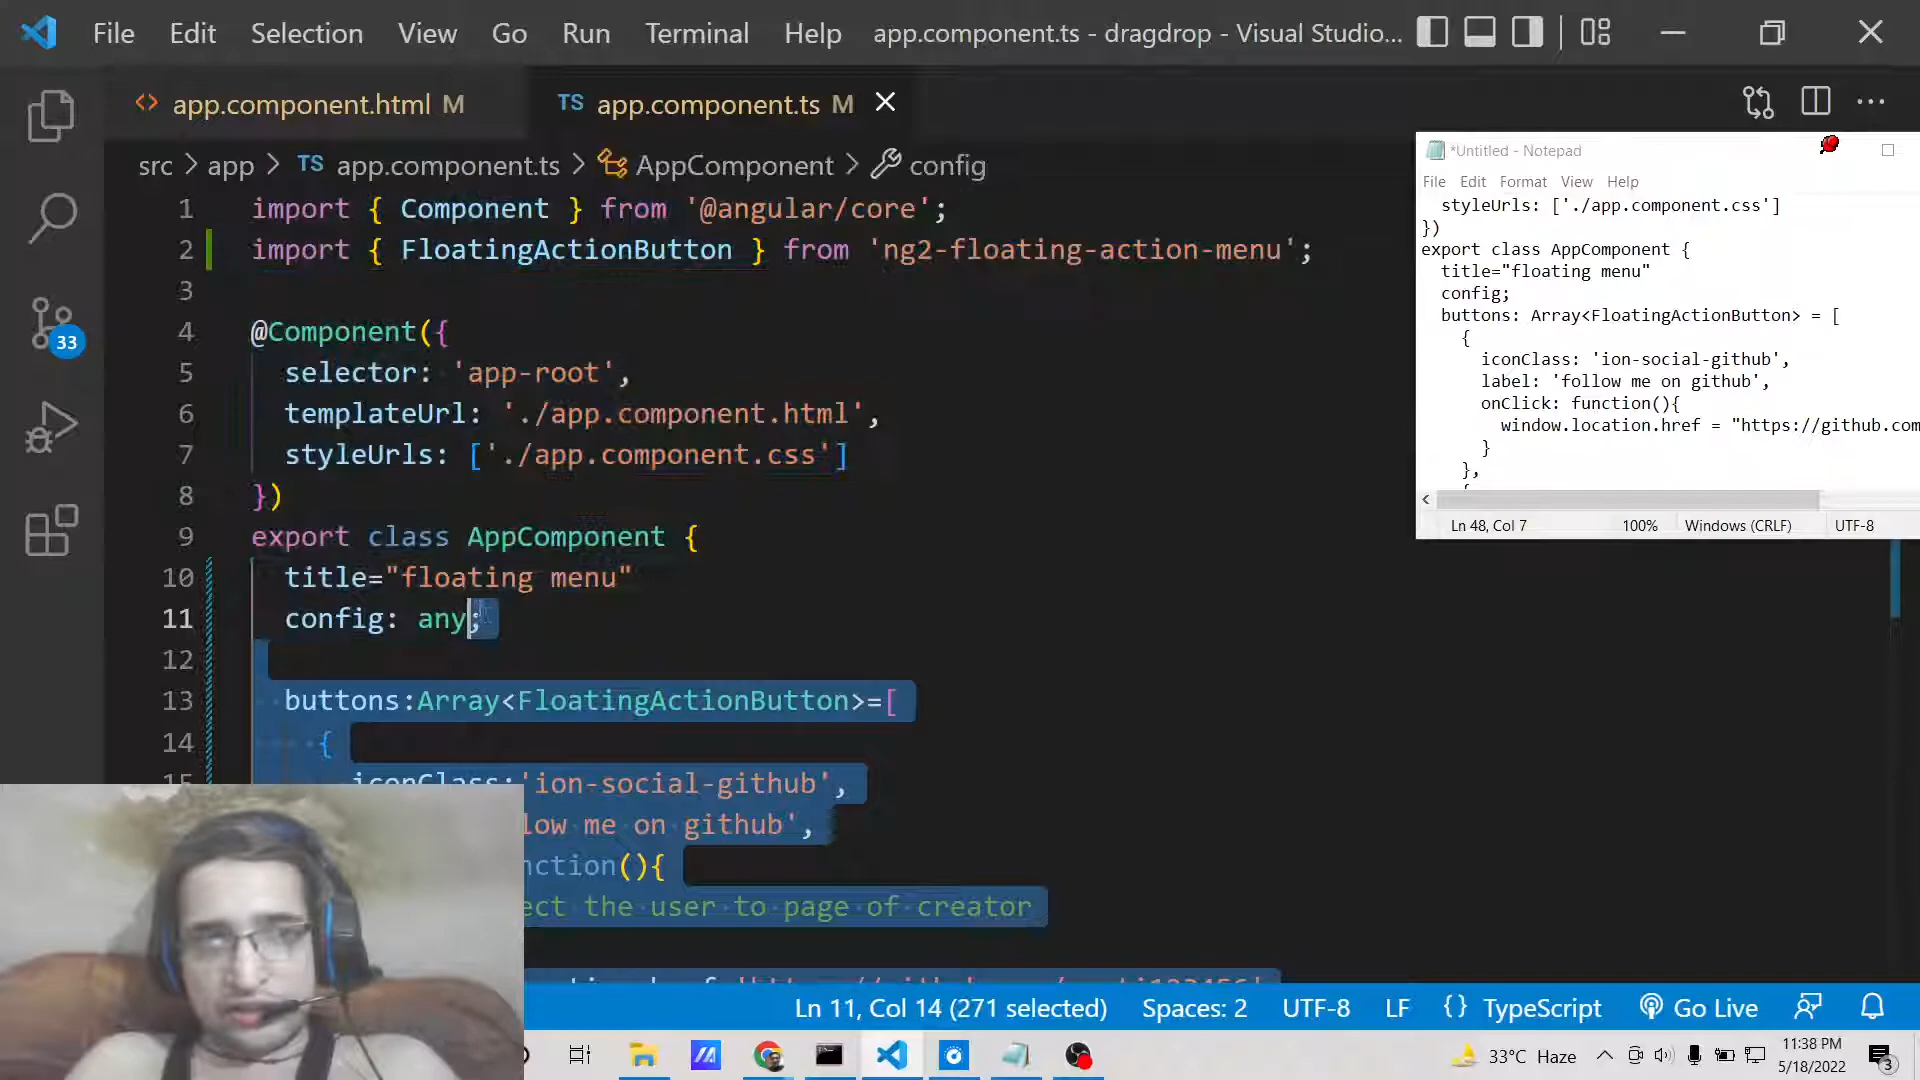 File Edit Selection View Go Run Terminal Help app.component.ts - dragdrop - Visual Studio...
app.component.html M TS app.component.ts M
src > app > TS app.component.ts > AppComponent > config
1 import { Component } from '@angular/core';
2 import { FloatingActionButton } from 'ng2-floating-action-menu';
3
4 @Component({
5 selector: 'app-root',
6 templateUrl: './app.component.html',
7 styleUrls: ['./app.component.css']
8 })
9 export class AppComponent {
10 title="floating menu"
11 config: any;
12
13 buttons:Array<FloatingActionButton>=[
14 {
15 iconClass:'ion-social-github',
low me on github',
nction(){
ect the user to page of creator
33
*Untitled - Notepad
File Edit Format View Help
styleUrls: ['./app.component.css']
})
export class AppComponent {
title="floating menu"
config;
buttons: Array<FloatingActionButton> = [
{
iconClass: 'ion-social-github',
label: 'follow me on github',
onClick: function(){
window.location.href = "https://github.com
}
},
{
Ln 48, Col 7 100% Windows (CRLF) UTF-8
Ln 11, Col 14 (271 selected) Spaces: 2 UTF-8 LF {} TypeScript Go Live
33°C Haze
11:38 PM
5/18/2022
3